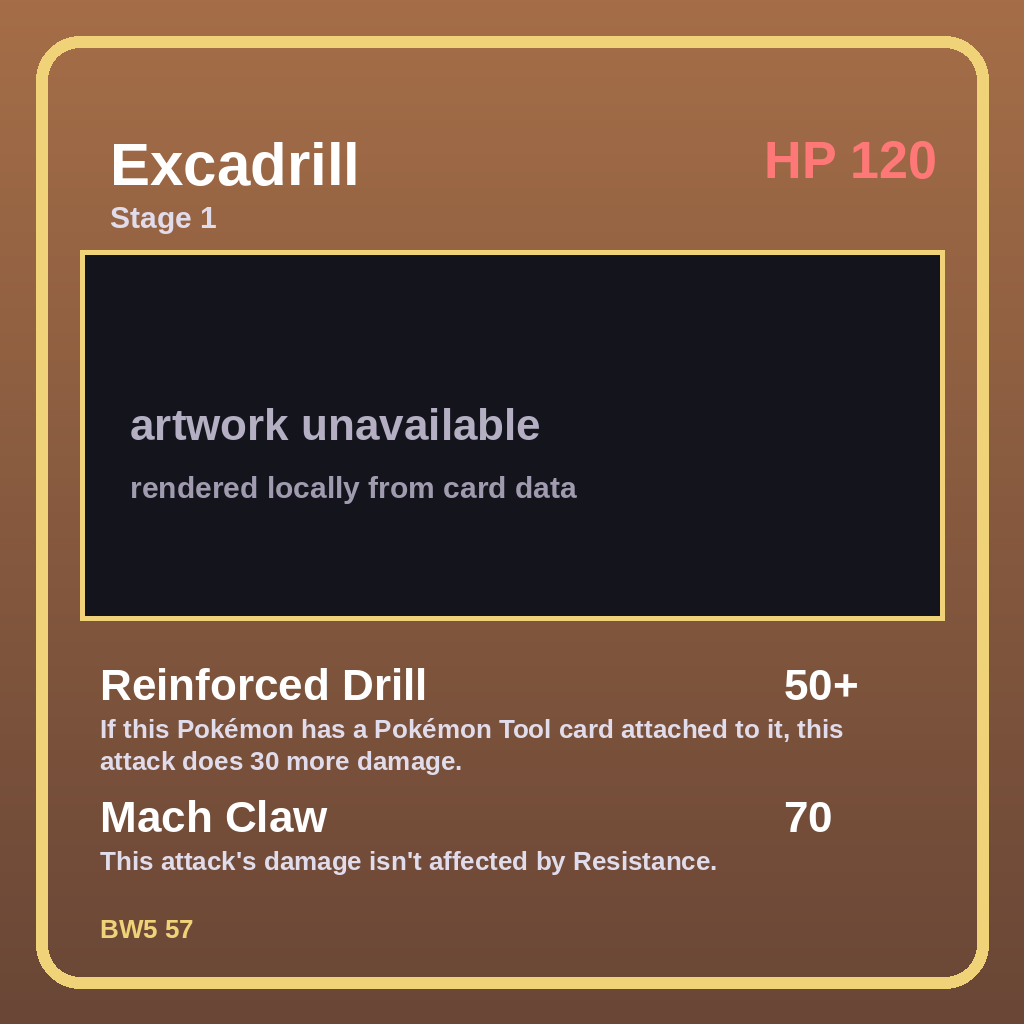 Excadrill
HP 120
Stage 1
artwork unavailable
rendered locally from card data
Reinforced Drill
50+
If this Pokémon has a Pokémon Tool card attached to it, this
attack does 30 more damage.
Mach Claw
70
This attack's damage isn't affected by Resistance.
BW5 57